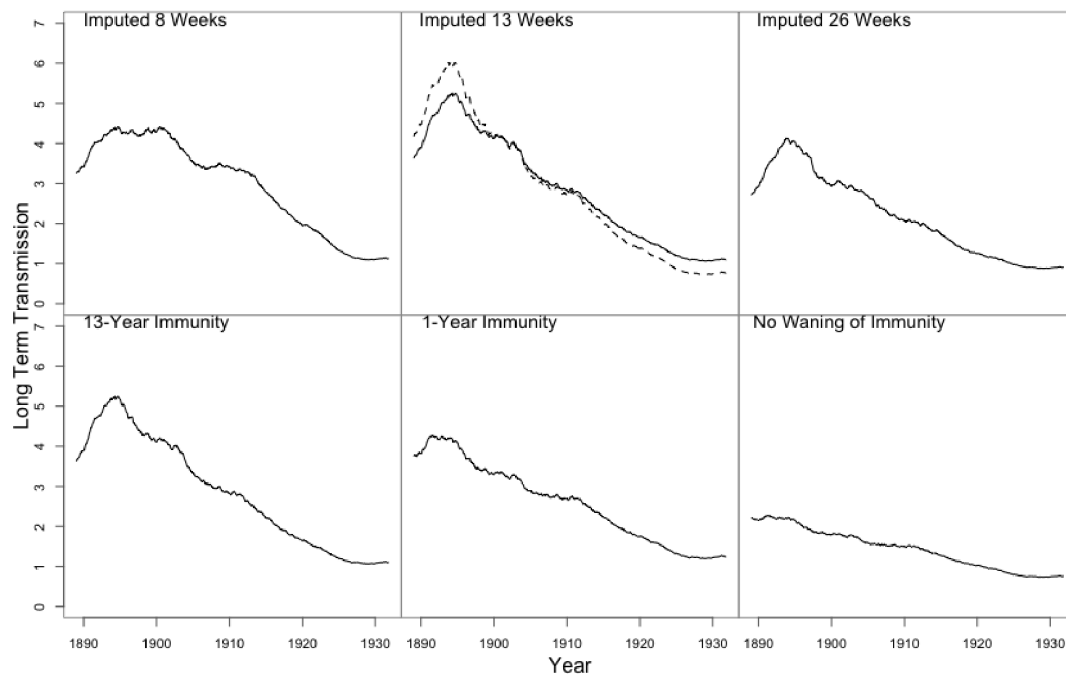 Imputed 8 Weeks
Imputed 13 Weeks
Imputed 26 Weeks
7
6
5
4
3
2
1
0
13-Year Immunity
1-Year Immunity
No Waning of Immunity
7
6
5
4
3
2
1
0
Long Term Transmission
1890 1900 1910 1920 1930
1890 1900 1910 1920 1930
1890 1900 1910 1920 1930
Year